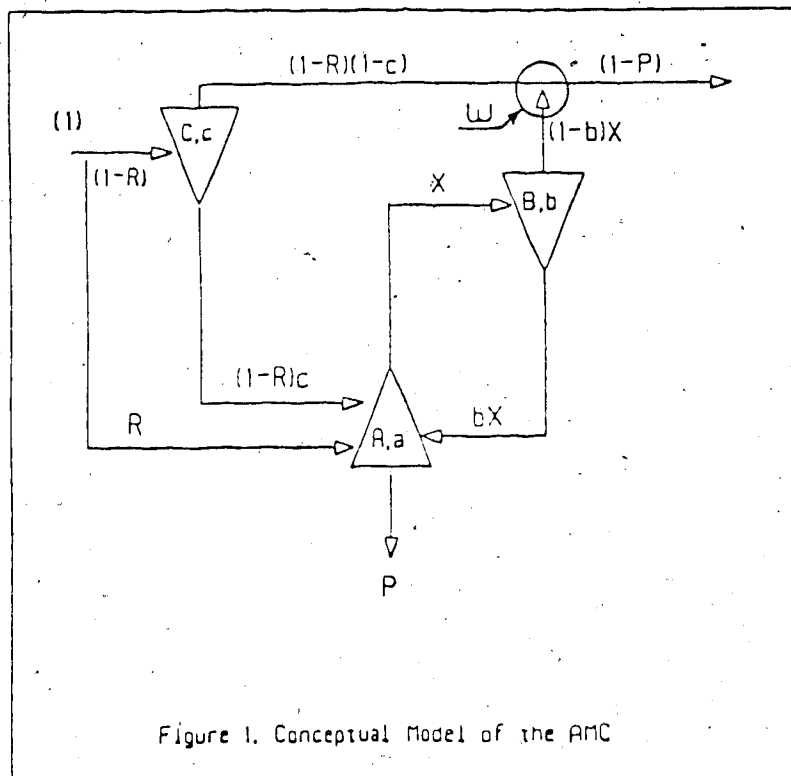 (1-R)(1-c)
(1-P)
(1)
C,c
W
(1-b)X
(1-R)
X
B,b
(1-R)c
R
A,a
bX
P
Figure 1. Conceptual Model of the AMC